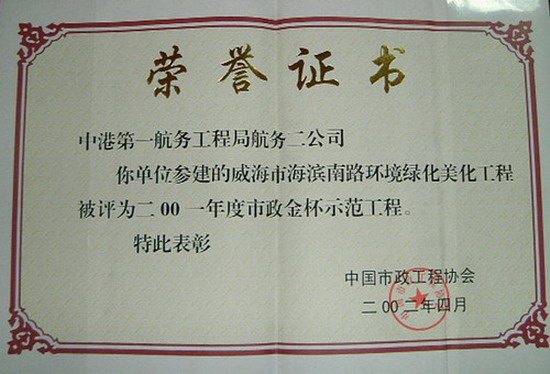 荣誉证书
中港第一航务工程局航务二公司
你单位参建的威海市海滨南路环境绿化美化工程
被评为二00一年度市政金杯示范工程。
特此表彰
中国市政工程协会
二00二年四月